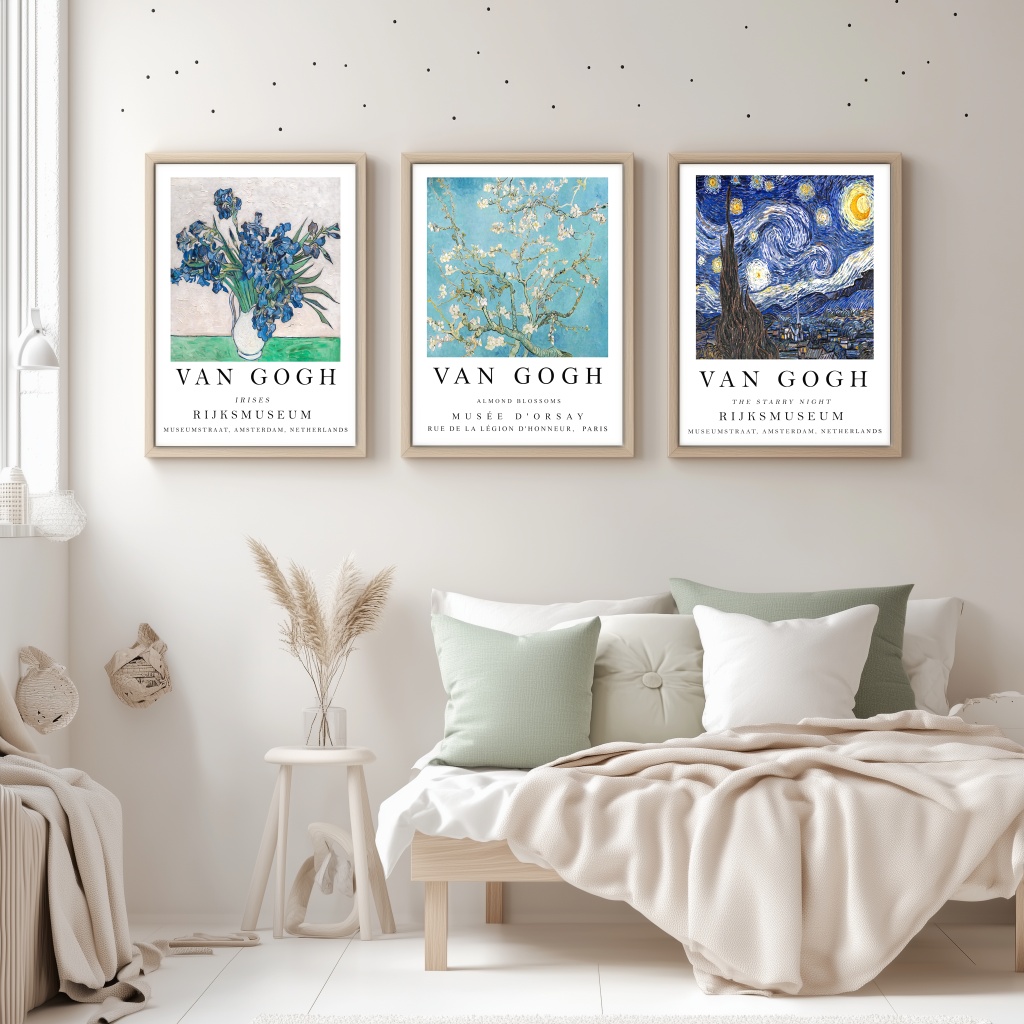 VAN GOGH
IRISES
RIJKSMUSEUM
MUSEUMSTRAAT, AMSTERDAM, NETHERLANDS
VAN GOGH
ALMOND BLOSSOMS
MUSÉE D'ORSAY
RUE DE LA LÉGION D'HONNEUR, PARIS
VAN GOGH
THE STARRY NIGHT
RIJKSMUSEUM
MUSEUMSTRAAT, AMSTERDAM, NETHERLANDS